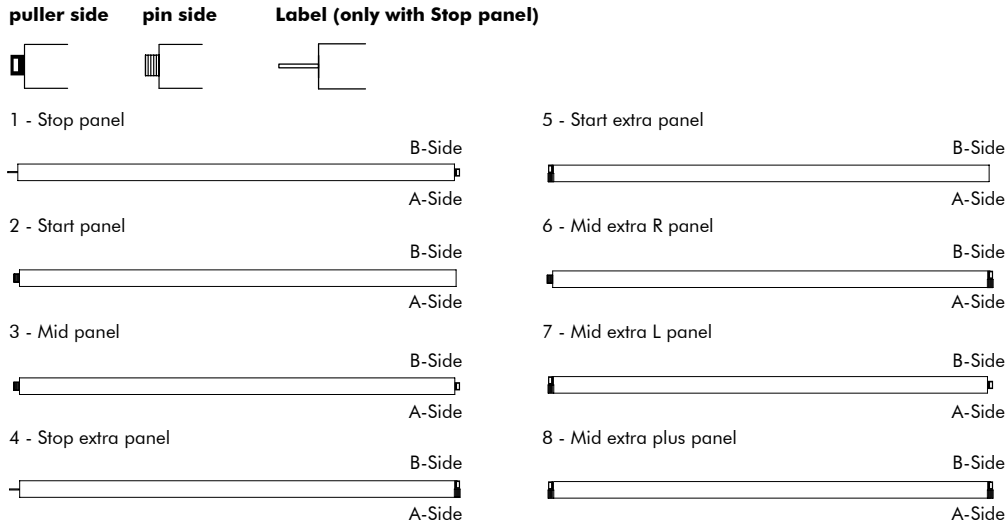 puller side
pin side
Label (only with Stop panel)
1 - Stop panel
B-Side
A-Side
2 - Start panel
B-Side
A-Side
3 - Mid panel
B-Side
A-Side
4 - Stop extra panel
B-Side
A-Side
5 - Start extra panel
B-Side
A-Side
6 - Mid extra R panel
B-Side
A-Side
7 - Mid extra L panel
B-Side
A-Side
8 - Mid extra plus panel
B-Side
A-Side